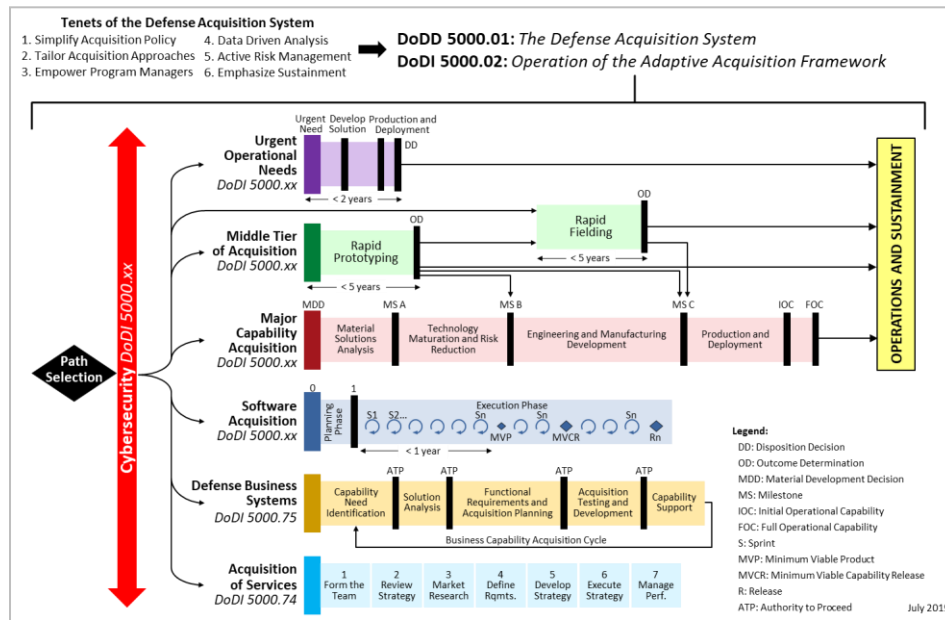 Tenets of the Defense Acquisition System
1. Simplify Acquisition Policy
2. Tailor Acquisition Approaches
3. Empower Program Managers
4. Data Driven Analysis
5. Active Risk Management
6. Emphasize Sustainment
DoDD 5000.01: The Defense Acquisition System
DoDI 5000.02: Operation of the Adaptive Acquisition Framework
Path
Selection
Cybersecurity DoDI 5000.xx
Urgent
Operational
Needs
DoDI 5000.xx
Urgent
Need
Develop
Solution
Production and
Deployment
DD
< 2 years
Middle Tier
of Acquisition
DoDI 5000.xx
Rapid
Prototyping
OD
< 5 years
Rapid
Fielding
OD
< 5 years
Major
Capability
Acquisition
DoDI 5000.xx
MDD
Material
Solutions
Analysis
MS A
Technology
Maturation and Risk
Reduction
MS B
Engineering and Manufacturing
Development
MS C
Production and
Deployment
IOC
FOC
OPERATIONS AND SUSTAINMENT
Software
Acquisition
DoDI 5000.xx
0
Planning
Phase
1
Execution Phase
S1
S2...
Sn
MVP
Sn
MVCR
Sn
Rn
< 1 year
Defense Business
Systems
DoDI 5000.75
Capability
Need
Identification
ATP
Solution
Analysis
ATP
Functional
Requirements and
Acquisition Planning
ATP
Acquisition
Testing and
Development
ATP
Capability
Support
Business Capability Acquisition Cycle
Acquisition
of Services
DoDI 5000.74
1
Form the
Team
2
Review
Strategy
3
Market
Research
4
Define
Rqmts.
5
Develop
Strategy
6
Execute
Strategy
7
Manage
Perf.
Legend:
DD: Disposition Decision
OD: Outcome Determination
MDD: Material Development Decision
MS: Milestone
IOC: Initial Operational Capability
FOC: Full Operational Capability
S: Sprint
MVP: Minimum Viable Product
MVCR: Minimum Viable Capability Release
R: Release
ATP: Authority to Proceed